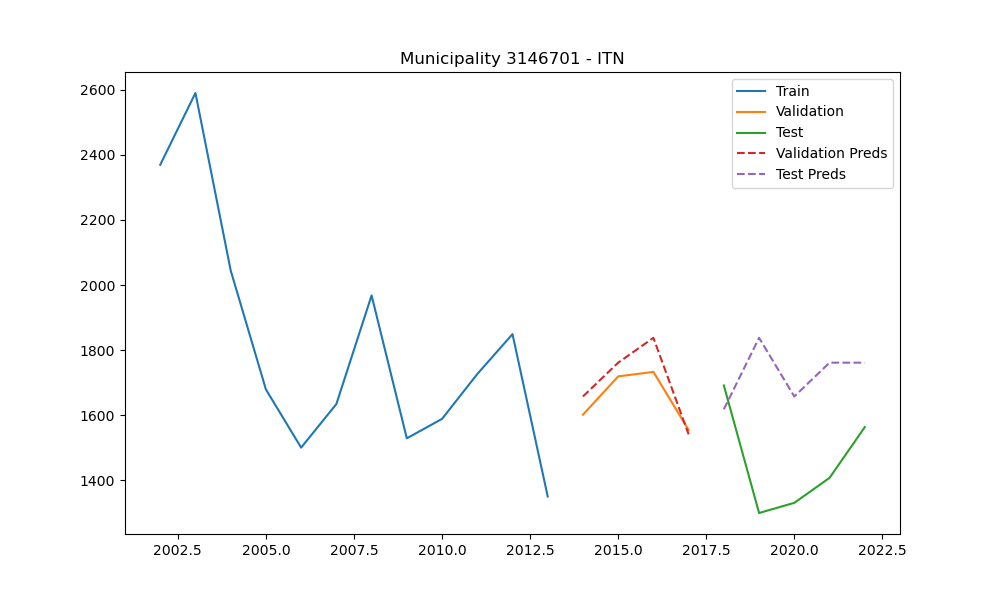 Municipality 3146701 - ITN
2600
2400
2200
2000
1800
1600
1400
2002.5
2005.0
2007.5
2010.0
2012.5
2015.0
2017.5
2020.0
2022.5
Train
Validation
Test
Validation Preds
Test Preds